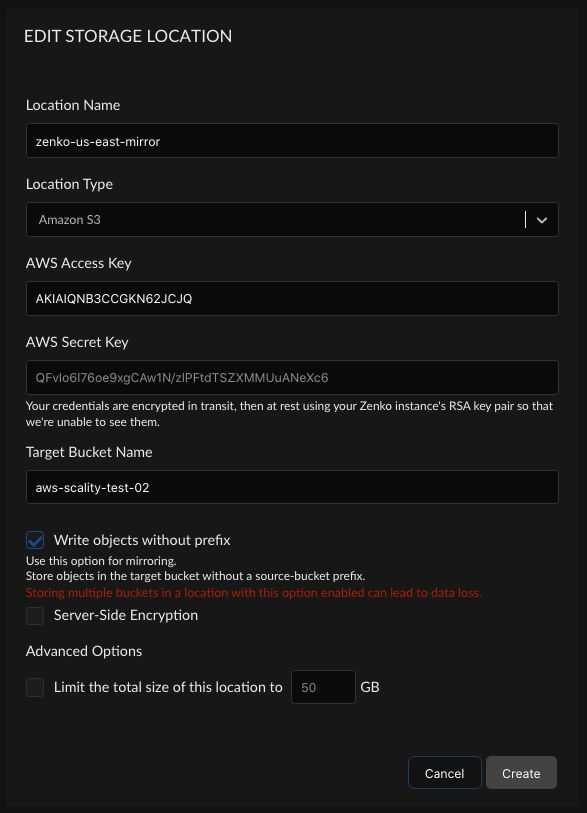 EDIT STORAGE LOCATION
Location Name
zenko-us-east-mirror
Location Type
Amazon S3
AWS Access Key
AKIAIQNB3CCGKN62JCJQ
AWS Secret Key
QFvIo6l76oe9xgCAw1N/zlPFtdTSZXMMUuANeXc6
Your credentials are encrypted in transit, then at rest using your Zenko instance's RSA key pair so that
we're unable to see them.
Target Bucket Name
aws-scality-test-02
Write objects without prefix
Use this option for mirroring.
Store objects in the target bucket without a source-bucket prefix.
Storing multiple buckets in a location with this option enabled can lead to data loss.
Server-Side Encryption
Advanced Options
Limit the total size of this location to 50 GB
Cancel Create